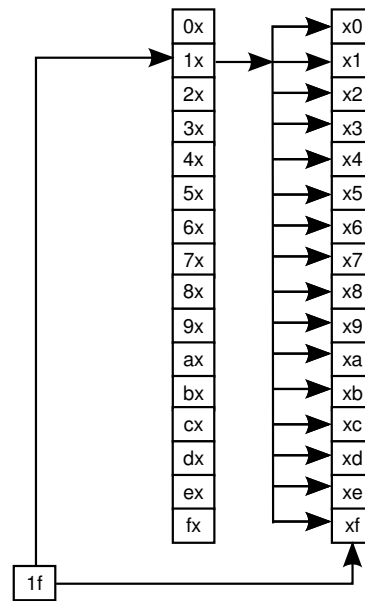 0x x0
1x x1
2x x2
3x x3
4x x4
5x x5
6x x6
7x x7
8x x8
9x x9
ax xa
bx xb
cx xc
dx xd
ex xe
fx xf
1f